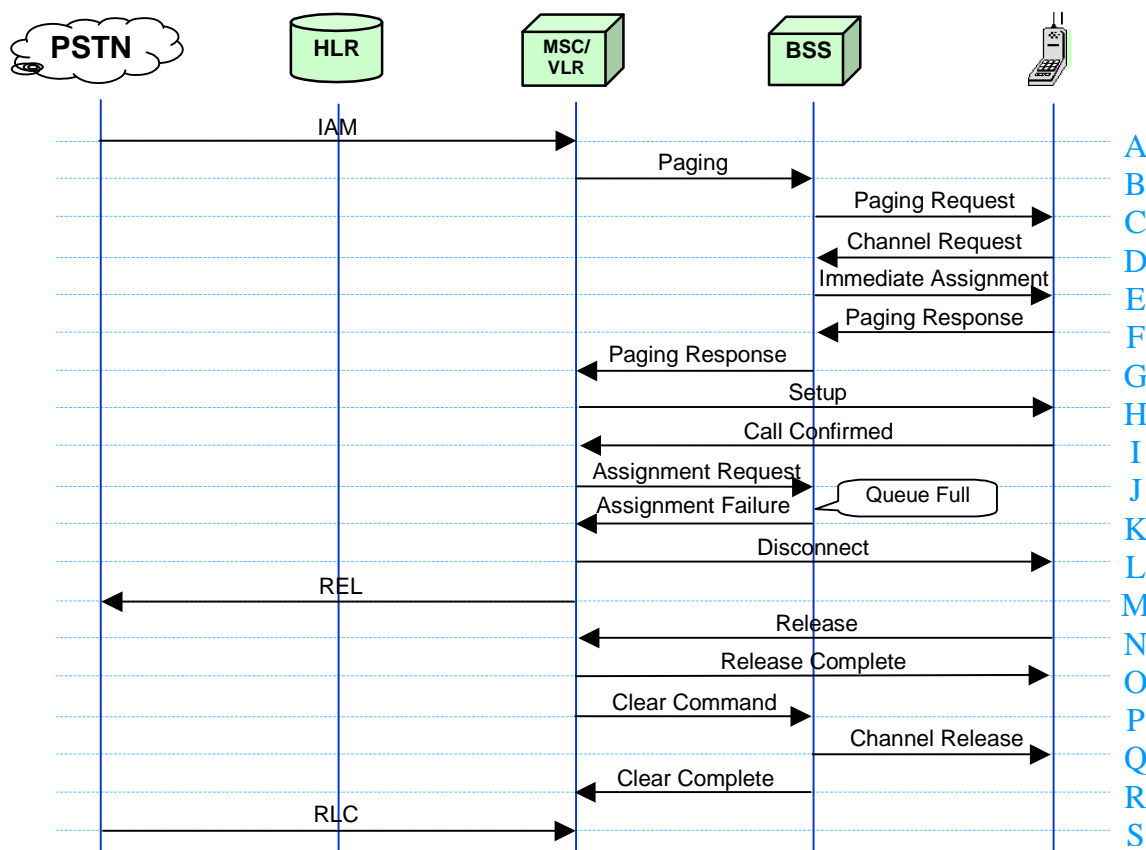 PSTN
HLR
MSC/
VLR
BSS
IAM
A
Paging
B
Paging Request
C
Channel Request
D
Immediate Assignment
E
Paging Response
F
Paging Response
G
Setup
H
Call Confirmed
I
Assignment Request
J
Queue Full
Assignment Failure
K
Disconnect
L
REL
M
Release
N
Release Complete
O
Clear Command
P
Channel Release
Q
Clear Complete
R
RLC
S